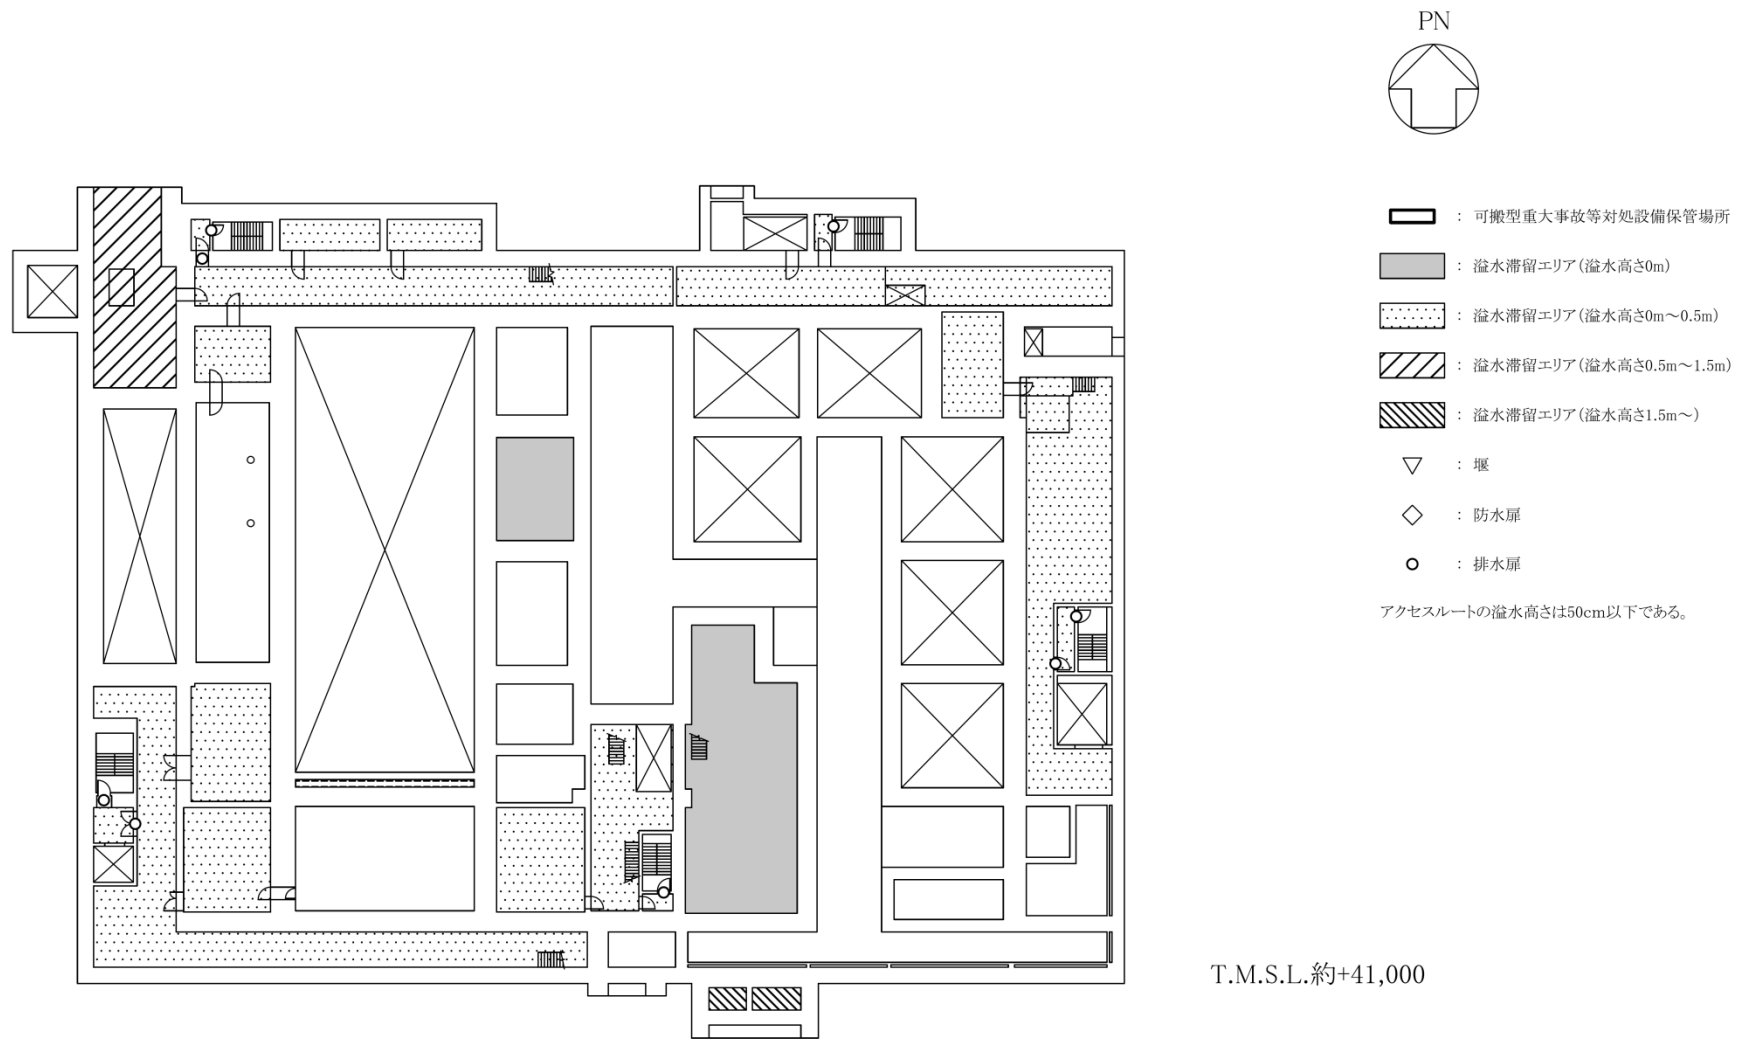 PN
： 可搬型重大事故等対処設備保管場所
： 溢水滞留エリア(溢水高さ0m)
： 溢水滞留エリア(溢水高さ0m～0.5m)
： 溢水滞留エリア(溢水高さ0.5m～1.5m)
： 溢水滞留エリア(溢水高さ1.5m～)
： 堰
： 防水扉
： 排水扉
アクセスルートの溢水高さは50cm以下である。
T.M.S.L.約+41,000